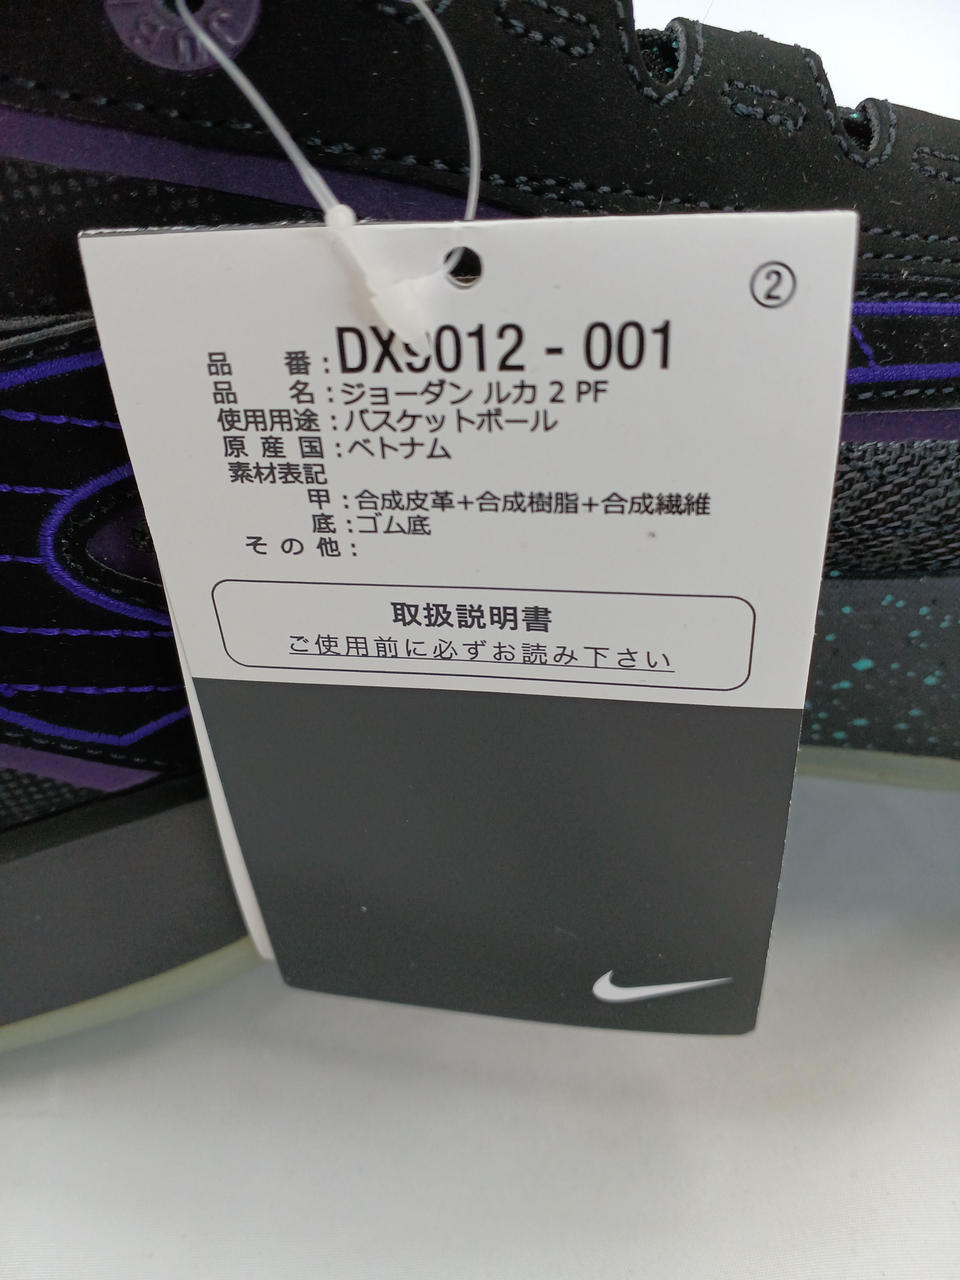 ②
品 番：DX9012 - 001
品 名：ジョーダン ルカ 2 PF
使用用途：バスケットボール
原産国：ベトナム
素材表記
甲：合成皮革＋合成樹脂＋合成繊維
底：ゴム底
その他：
取扱説明書
ご使用前に必ずお読み下さい